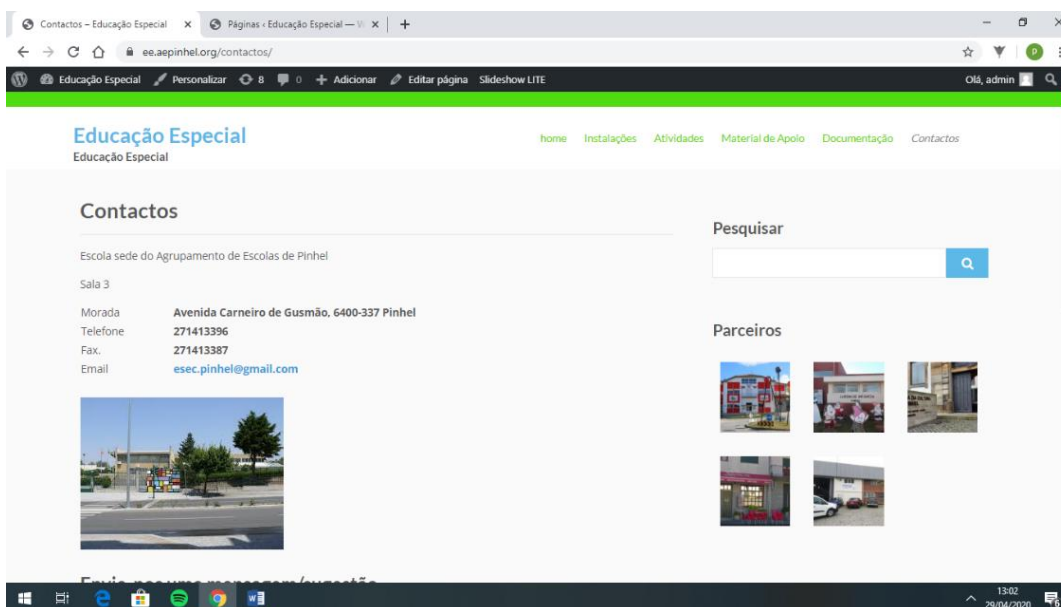 Contactos – Educação Especial
Páginas ‹ Educação Especial —
ee.aepinhel.org/contactos/
P
Educação Especial Personalizar 8 0 Adicionar Editar página Slideshow LITE Olá, admin
Educação Especial
Educação Especial
home Instalações Atividades Material de Apoio Documentação Contactos
Contactos
Pesquisar
Escola sede do Agrupamento de Escolas de Pinhel
Sala 3
Morada Avenida Carneiro de Gusmão, 6400-337 Pinhel
Telefone 271413396
Fax. 271413387
Email esec.pinhel@gmail.com
Parceiros
13:02
29/04/2020